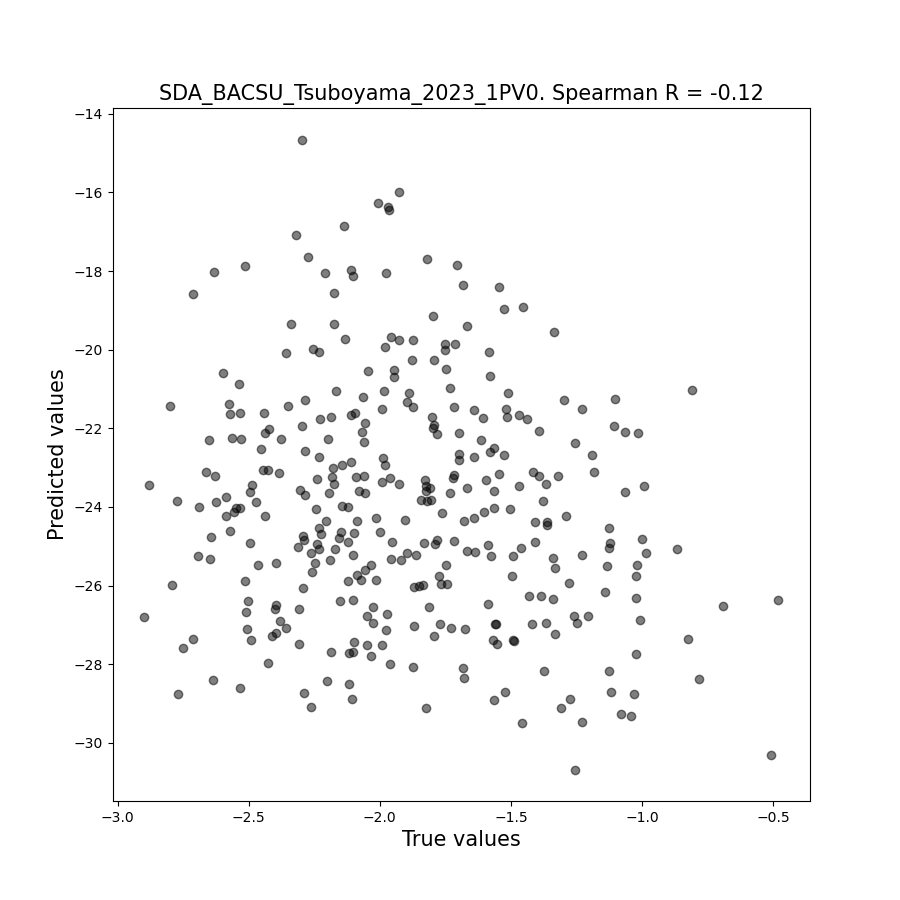 SDA_BACSU_Tsuboyama_2023_1PV0. Spearman R = -0.12
−14
−16
−18
−20
−22
−24
−26
−28
−30
Predicted values
−3.0 −2.5 −2.0 −1.5 −1.0 −0.5
True values